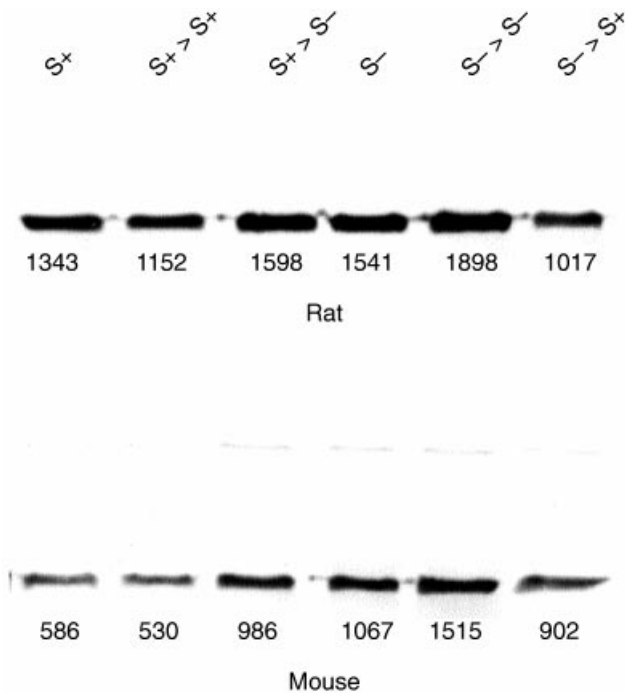 S+ S+ > S+ S+ > S– S– S– > S– S– > S+
1343 1152 1598 1541 1898 1017
Rat
586 530 986 1067 1515 902
Mouse